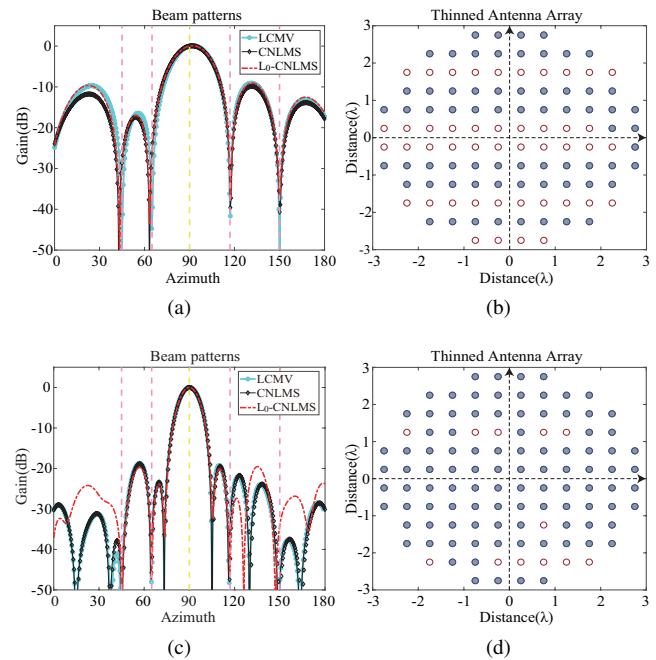 Beam patterns
Thinned Antenna Array
LCMV
CNLMS
L₀-CNLMS
Gain(dB)
0
-10
-20
-30
-40
-50
0 30 60 90 120 150 180
Azimuth
Distance(λ)
3
2
1
0
-1
-2
-3
-3 -2 -1 0 1 2 3
Distance(λ)
(a)
(b)
Beam patterns
Thinned Antenna Array
LCMV
CNLMS
L₀-CNLMS
Gain(dB)
0
-10
-20
-30
-40
-50
0 30 60 90 120 150 180
Azimuth
Distance(λ)
3
2
1
0
-1
-2
-3
-3 -2 -1 0 1 2 3
Distance(λ)
(c)
(d)